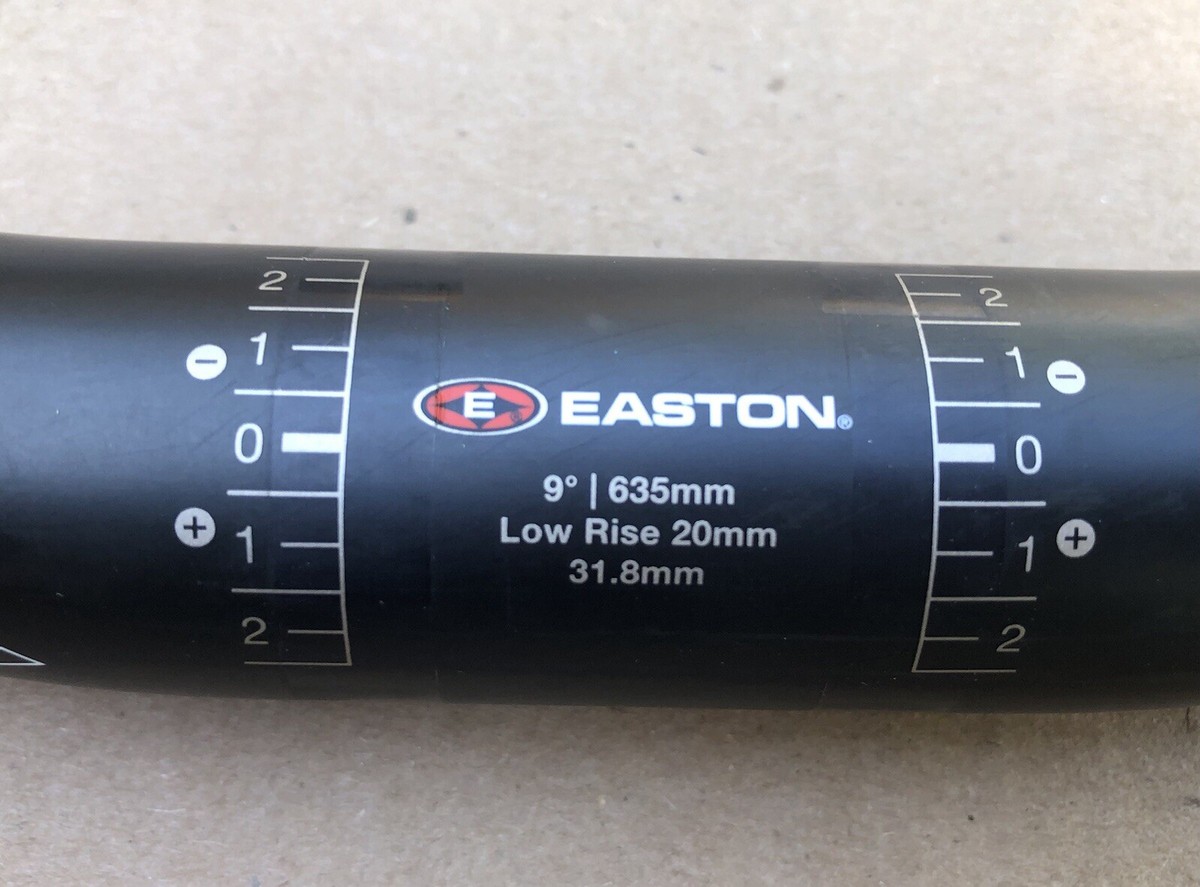 2 2
1 1
− −
E EASTON®
0 0
9° | 635mm
Low Rise 20mm
+ +
1 1
31.8mm
2 2